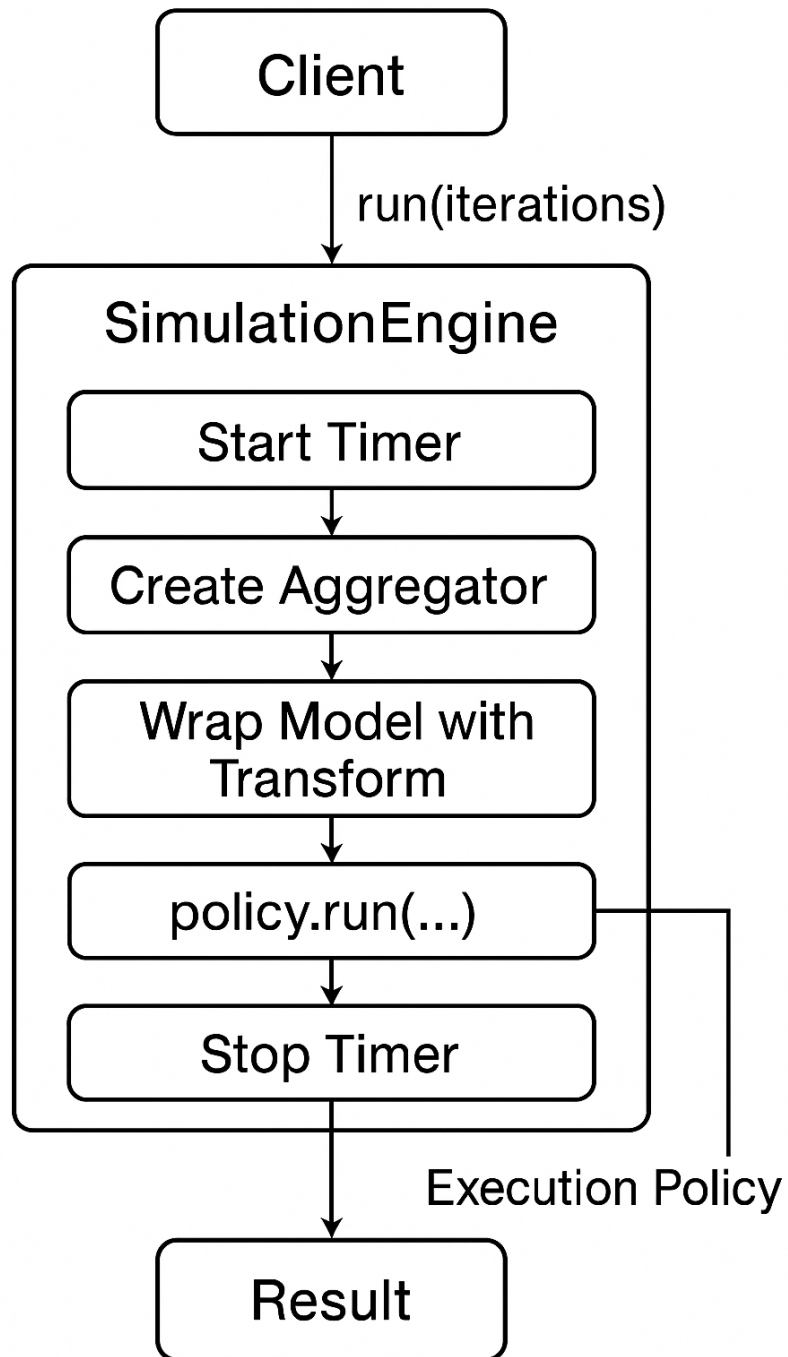 Client
run(iterations)
SimulationEngine
Start Timer
Create Aggregator
Wrap Model with
Transform
policy.run(...)
Stop Timer
Execution Policy
Result